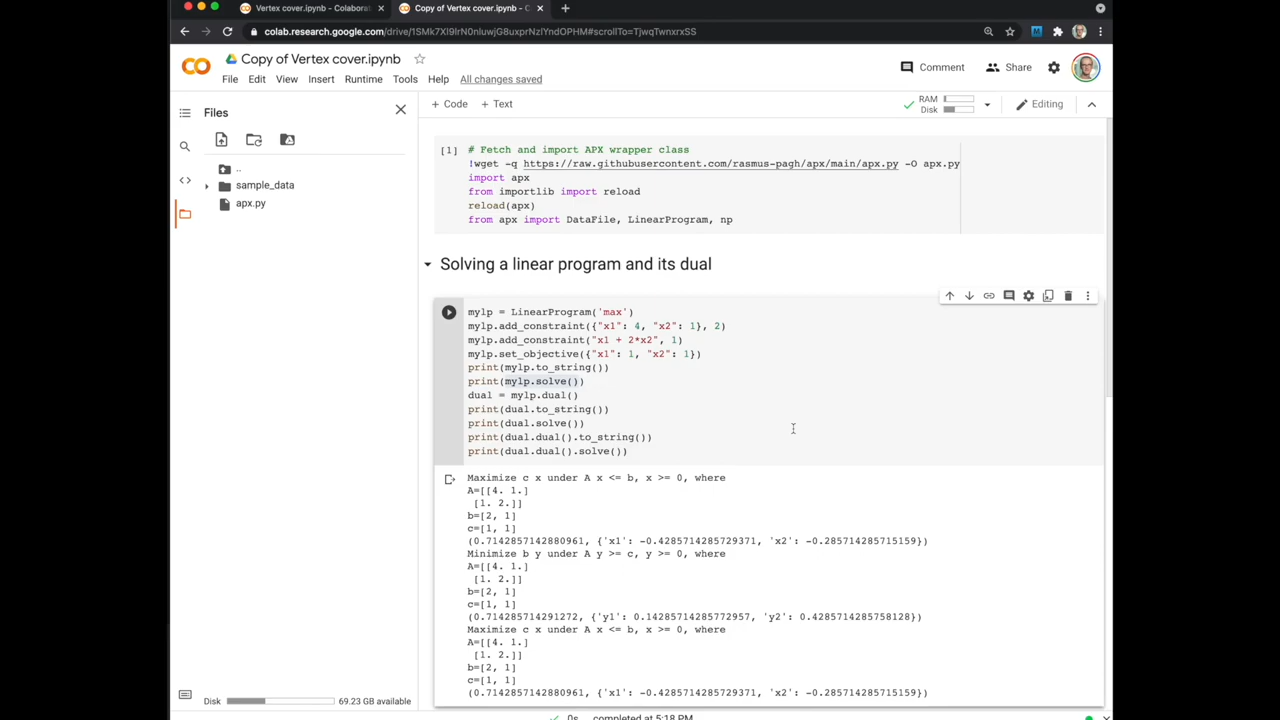 Vertex cover.ipynb - Colaborat
Copy of Vertex cover.ipynb - C
colab.research.google.com/drive/1SMk7XI9IrN0nIuwjG8uxprNzIYndOPHM#scrollTo=TjwqTwnxrxSS
Copy of Vertex cover.ipynb
File Edit View Insert Runtime Tools Help All changes saved
Comment Share
Files
+ Code + Text
RAM
Disk
Editing
..
sample_data
apx.py
[1] # Fetch and import APX wrapper class
!wget -q https://raw.githubusercontent.com/rasmus-pagh/apx/main/apx.py -O apx.py
import apx
from importlib import reload
reload(apx)
from apx import DataFile, LinearProgram, np
Solving a linear program and its dual
mylp = LinearProgram('max')
mylp.add_constraint({"x1": 4, "x2": 1}, 2)
mylp.add_constraint("x1 + 2*x2", 1)
mylp.set_objective({"x1": 1, "x2": 1})
print(mylp.to_string())
print(mylp.solve())
dual = mylp.dual()
print(dual.to_string())
print(dual.solve())
print(dual.dual().to_string())
print(dual.dual().solve())
Maximize c x under A x <= b, x >= 0, where
A=[[4. 1.]
[1. 2.]]
b=[2, 1]
c=[1, 1]
(0.7142857142880961, {'x1': -0.4285714285729371, 'x2': -0.285714285715159})
Minimize b y under A y >= c, y >= 0, where
A=[[4. 1.]
[1. 2.]]
b=[2, 1]
c=[1, 1]
(0.714285714291272, {'y1': 0.14285714285772957, 'y2': 0.4285714285758128})
Maximize c x under A x <= b, x >= 0, where
A=[[4. 1.]
[1. 2.]]
b=[2, 1]
c=[1, 1]
(0.7142857142880961, {'x1': -0.4285714285729371, 'x2': -0.285714285715159})
Disk 69.23 GB available
0s completed at 5:18 PM